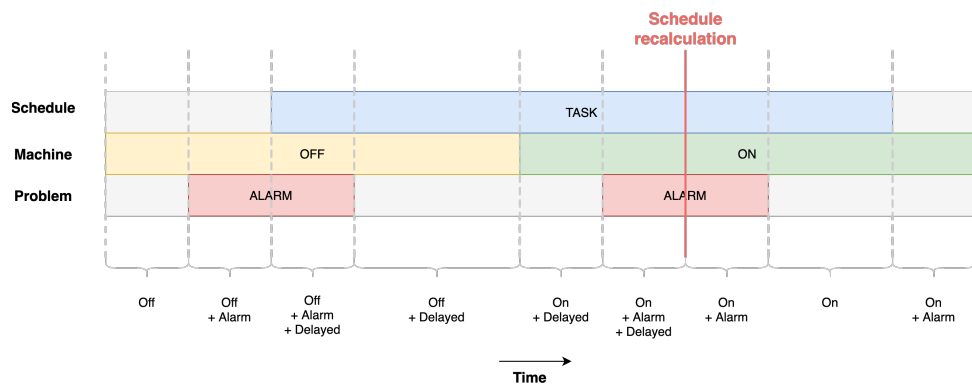 Schedule
recalculation
Schedule
TASK
Machine
OFF
ON
Problem
ALARM
ALARM
Off
Off
+ Alarm
Off
+ Alarm
+ Delayed
Off
+ Delayed
On
+ Delayed
On
+ Alarm
+ Delayed
On
+ Alarm
On
On
+ Alarm
Time